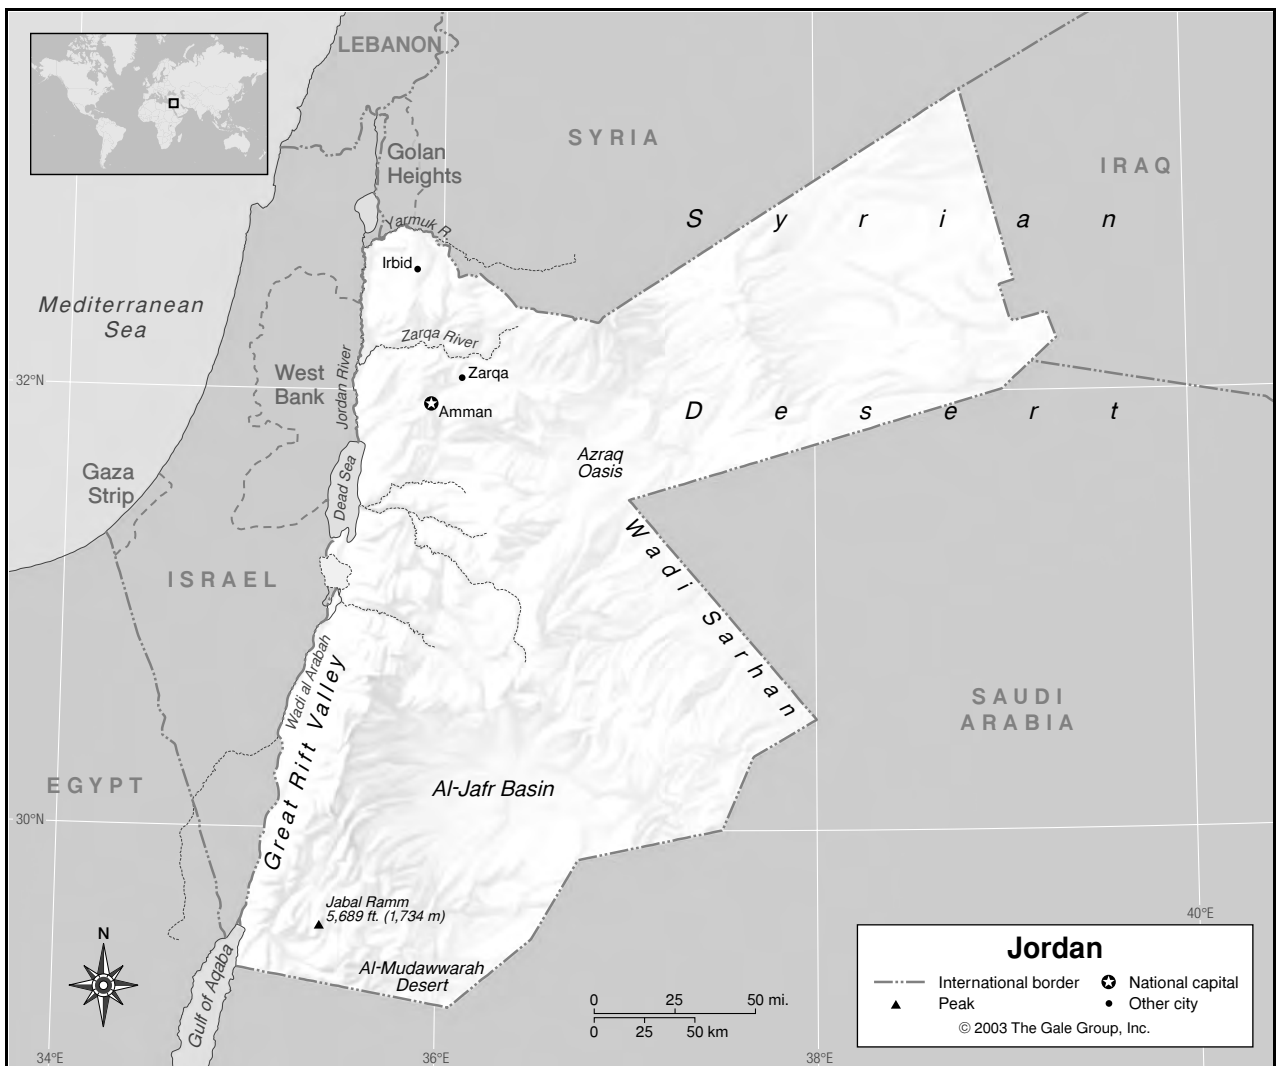 LEBANON
SYRIA
IRAQ
Golan
Heights
Yarmuk R.
Syrian
Irbid
Mediterranean
Sea
Zarqa River
32°N
West
Bank
Jordan River
Zarqa
Amman
Desert
Azraq
Oasis
Gaza
Strip
Dead Sea
Wadi Sarhan
ISRAEL
Wadi al Arabah
Great Rift Valley
SAUDI
ARABIA
EGYPT
Al-Jafr Basin
30°N
Jabal Ramm
5,689 ft. (1,734 m)
40°E
N
Al-Mudawwarah
Desert
Gulf of Aqaba
0 25 50 mi.
0 25 50 km
Jordan
International border
National capital
Peak
Other city
© 2003 The Gale Group, Inc.
34°E
36°E
38°E